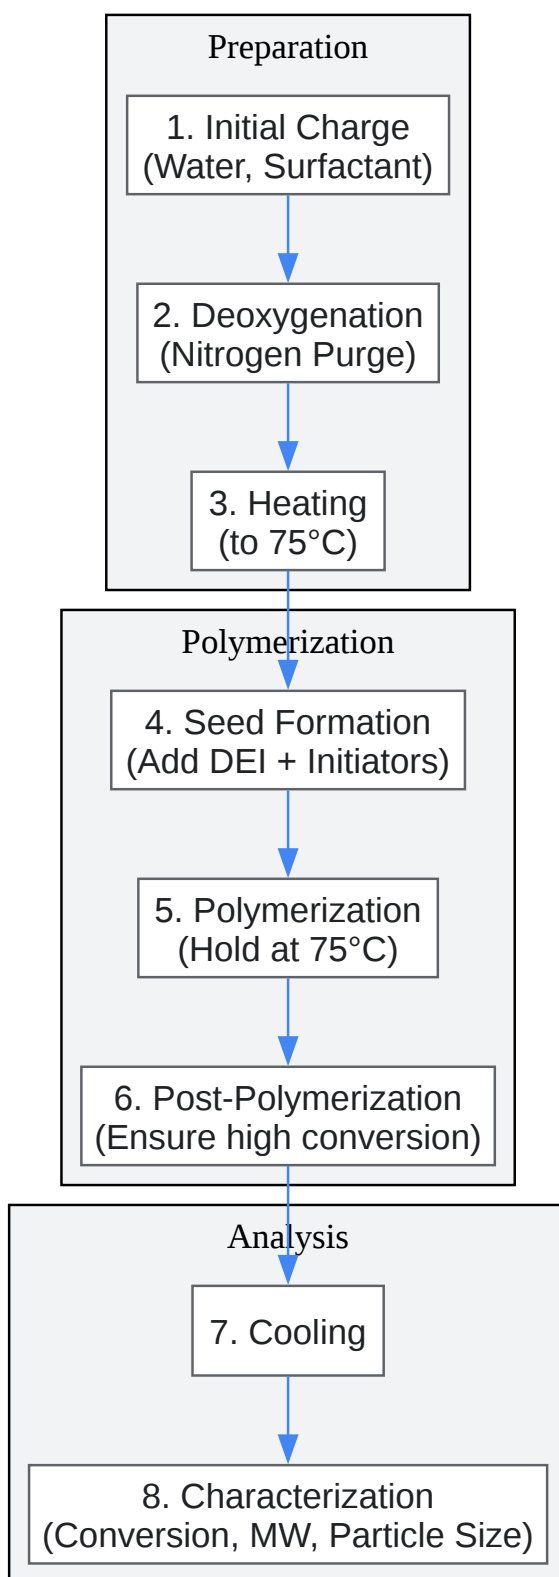 Preparation
1. Initial Charge
(Water, Surfactant)
2. Deoxygenation
(Nitrogen Purge)
3. Heating
(to 75°C)
Polymerization
4. Seed Formation
(Add DEI + Initiators)
5. Polymerization
(Hold at 75°C)
6. Post-Polymerization
(Ensure high conversion)
Analysis
7. Cooling
8. Characterization
(Conversion, MW, Particle Size)